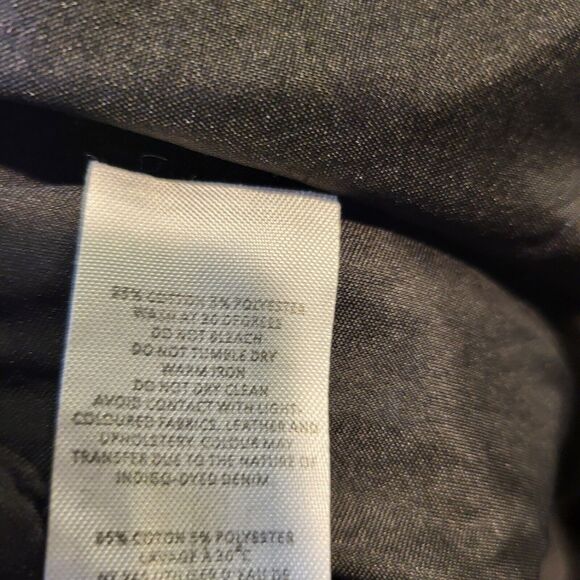 85% COTTON 5% POLYESTER
WASH AT 30 DEGREES
DO NOT BLEACH
DO NOT TUMBLE DRY
WARM IRON
DO NOT DRY CLEAN
AVOID CONTACT WITH LIGHT-
COLOURED FABRICS, LEATHER AND
UPHOLSTERY. COLOUR MAY
TRANSFER DUE TO THE NATURE OF
INDIGO-DYED DENIM.
85% COTON 5% POLYESTER
LAVAGE À 30°C